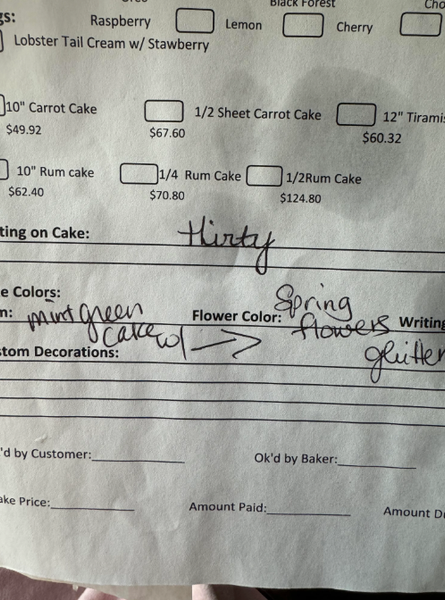 Black Forest Cho
gs: Raspberry Lemon Cherry
Lobster Tail Cream w/ Stawberry
10" Carrot Cake 1/2 Sheet Carrot Cake 12" Tiramis
$49.92 $67.60 $60.32
10" Rum cake 1/4 Rum Cake 1/2Rum Cake
$62.40 $70.80 $124.80
ting on Cake: thirty
e Colors:
n: mint green cake w/ → Flower Color: Spring flowers Writing
glitter
stom Decorations:
'd by Customer: Ok'd by Baker:
ake Price: Amount Paid: Amount D